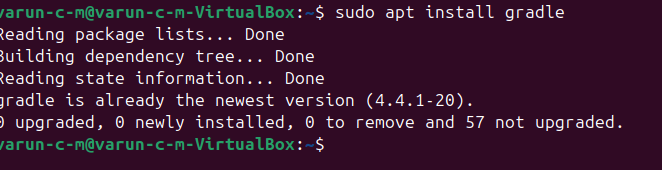 varun-c-m@varun-c-m-VirtualBox:~$ sudo apt install gradle
Reading package lists... Done
Building dependency tree... Done
Reading state information... Done
gradle is already the newest version (4.4.1-20).
0 upgraded, 0 newly installed, 0 to remove and 57 not upgraded.
varun-c-m@varun-c-m-VirtualBox:~$